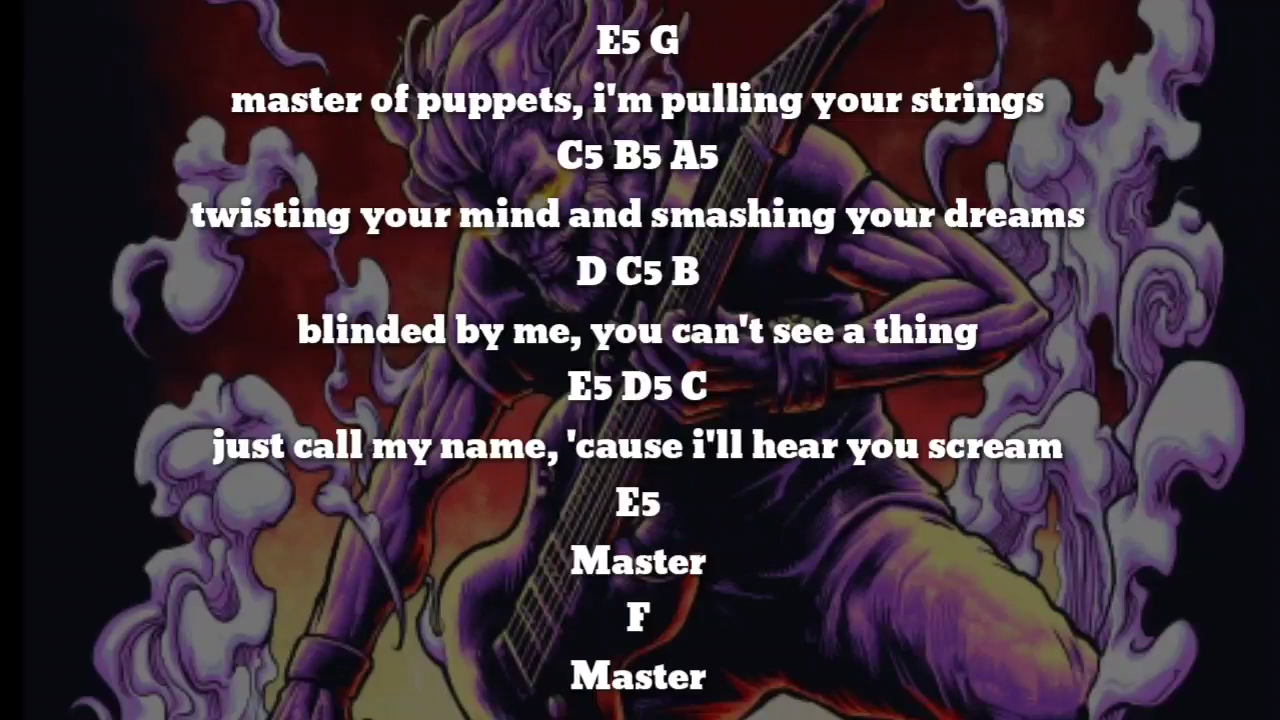 E5 G
master of puppets, i'm pulling your strings
C5 B5 A5
twisting your mind and smashing your dreams
D C5 B
blinded by me, you can't see a thing
E5 D5 C
just call my name, 'cause i'll hear you scream
E5
Master
F
Master